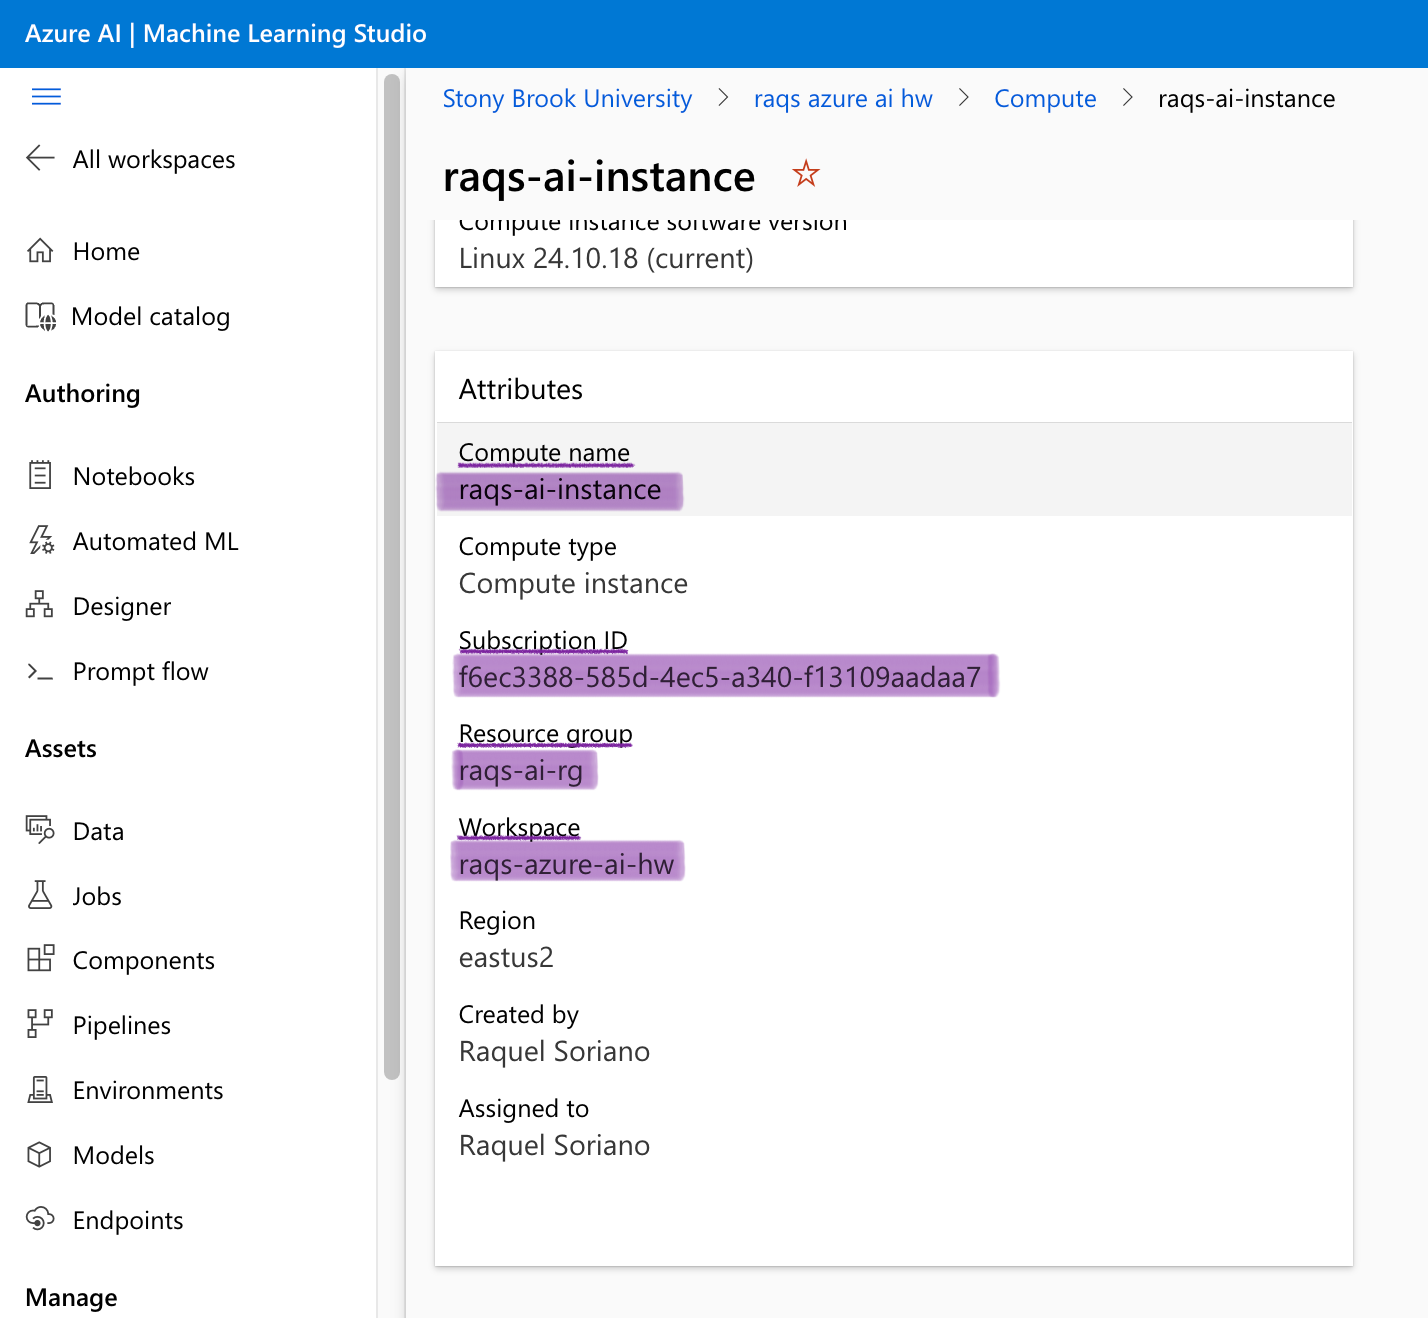 Azure AI | Machine Learning Studio
All workspaces
Home
Model catalog
Authoring
Notebooks
Automated ML
Designer
Prompt flow
Assets
Data
Jobs
Components
Pipelines
Environments
Models
Endpoints
Manage
Stony Brook University > raqs azure ai hw > Compute > raqs-ai-instance
raqs-ai-instance
Compute instance software version
Linux 24.10.18 (current)
Attributes
Compute name
raqs-ai-instance
Compute type
Compute instance
Subscription ID
f6ec3388-585d-4ec5-a340-f13109aadaa7
Resource group
raqs-ai-rg
Workspace
raqs-azure-ai-hw
Region
eastus2
Created by
Raquel Soriano
Assigned to
Raquel Soriano